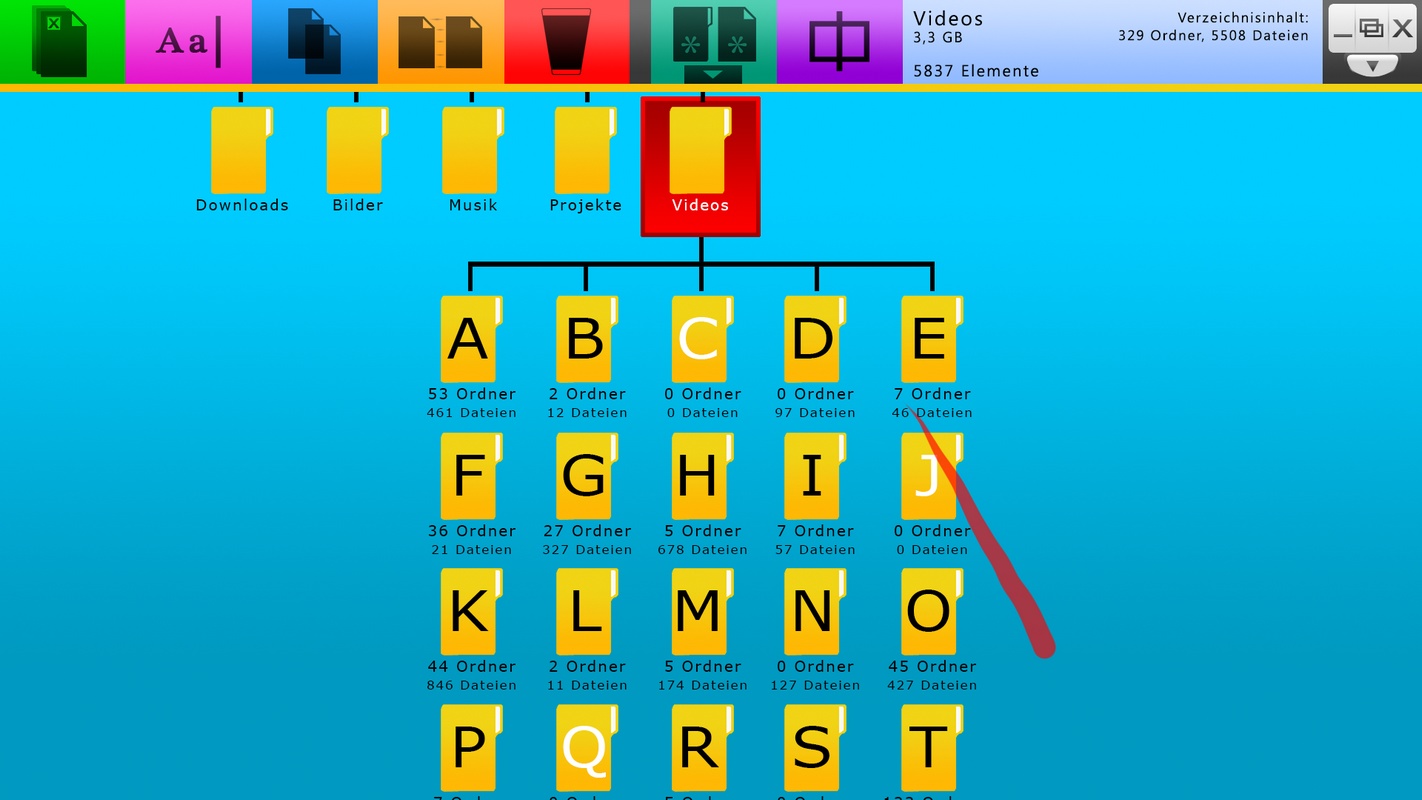 Aa
Videos
3,3 GB
5837 Elemente
Verzeichnisinhalt:
329 Ordner, 5508 Dateien
Downloads Bilder Musik Projekte Videos
A B C D E
53 Ordner 2 Ordner 0 Ordner 0 Ordner 7 Ordner
461 Dateien 12 Dateien 0 Dateien 97 Dateien 46 Dateien
F G H I J
36 Ordner 27 Ordner 5 Ordner 7 Ordner 0 Ordner
21 Dateien 327 Dateien 678 Dateien 57 Dateien 0 Dateien
K L M N O
44 Ordner 2 Ordner 5 Ordner 0 Ordner 45 Ordner
846 Dateien 11 Dateien 174 Dateien 127 Dateien 427 Dateien
P Q R S T